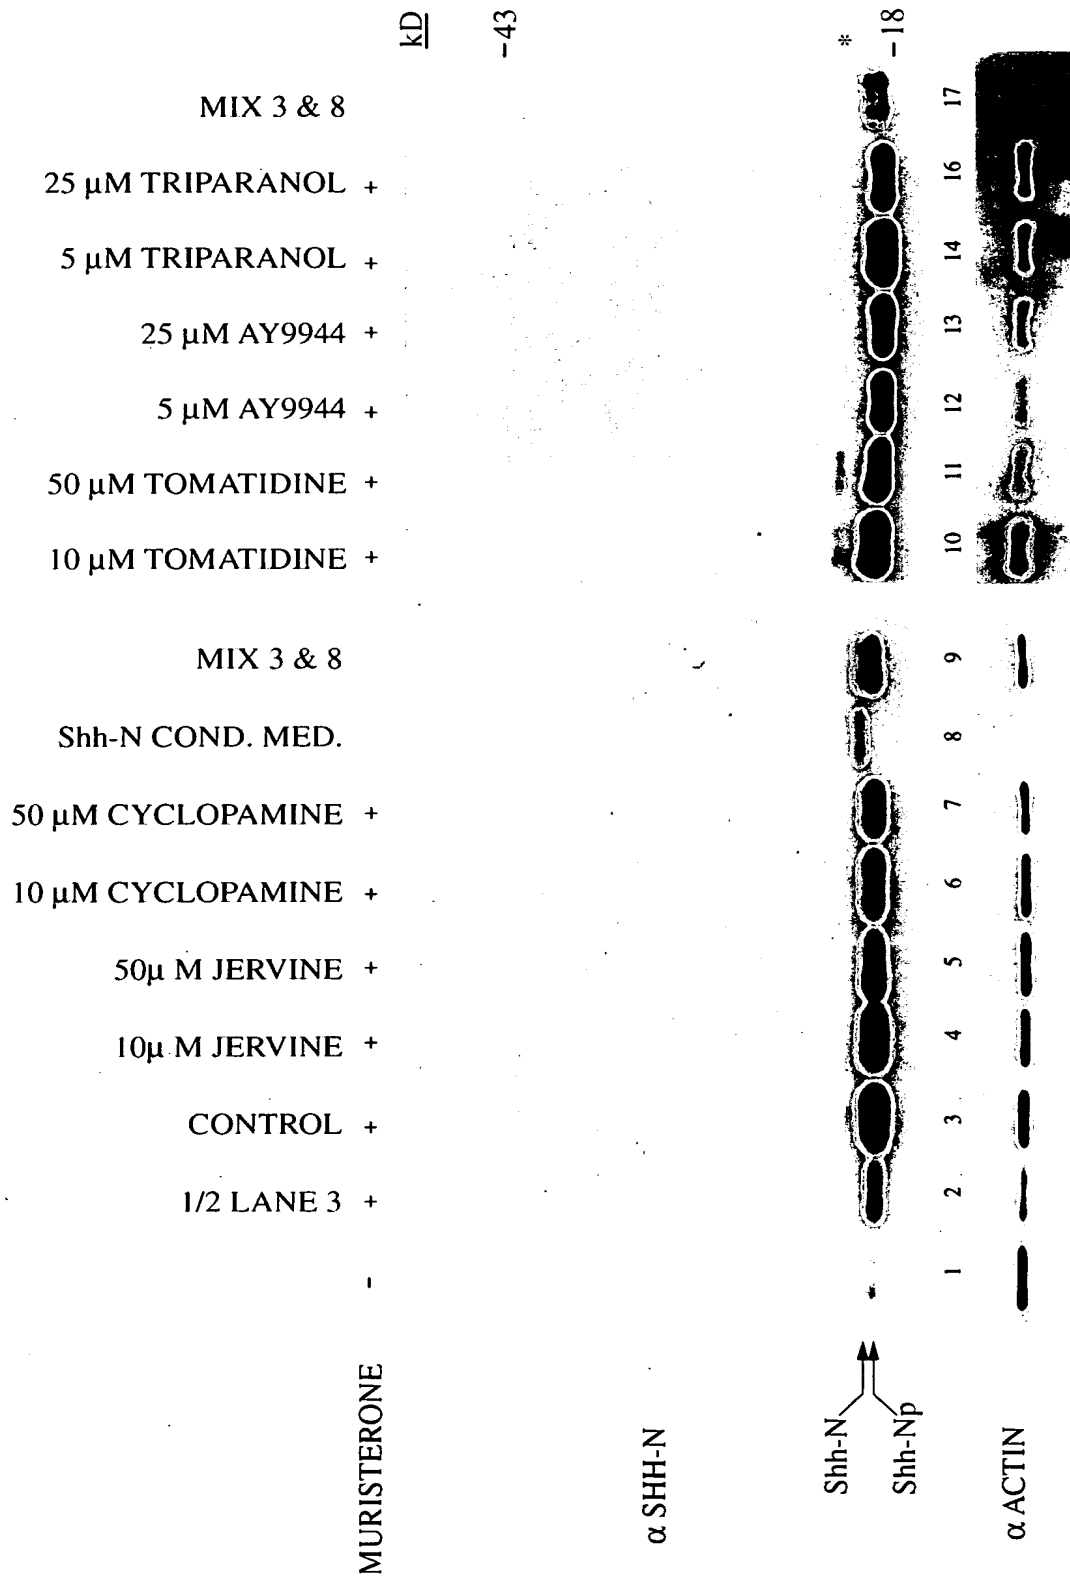 kD
-43
*
-18
MIX 3 & 8
25 µM TRIPARANOL +
5 µM TRIPARANOL +
25 µM AY9944 +
5 µM AY9944 +
50 µM TOMATIDINE +
10 µM TOMATIDINE +
MIX 3 & 8
Shh-N COND. MED.
50 µM CYCLOPAMINE +
10 µM CYCLOPAMINE +
50µ M JERVINE +
10µ M JERVINE +
CONTROL +
1/2 LANE 3 +
-
MURISTERONE
α SHH-N
Shh-N
Shh-Np
α ACTIN
1 2 3 4 5 6 7 8 9 10 11 12 13 14 16 17